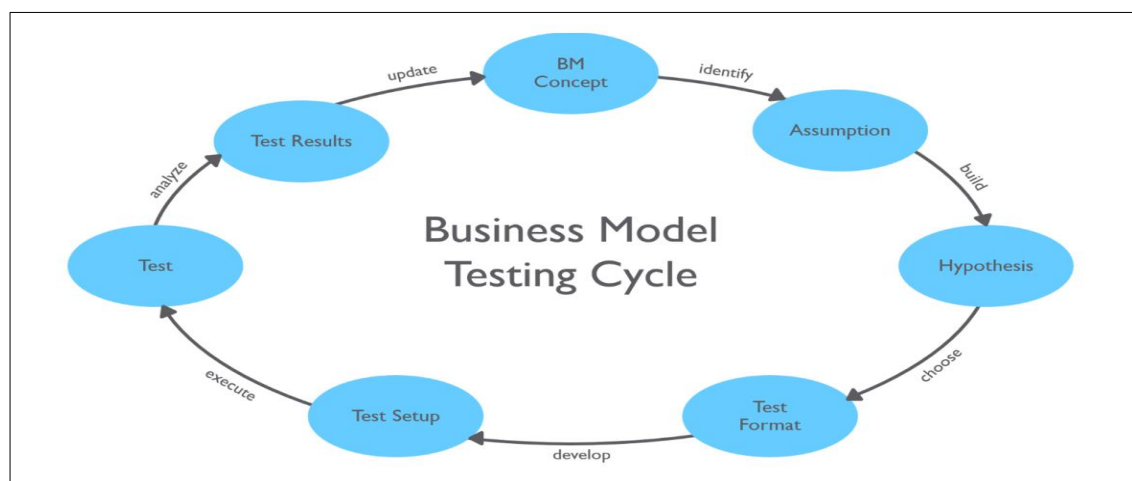 BM
Concept
identify
Assumption
build
Hypothesis
choose
Test
Format
develop
Test Setup
execute
Test
analyze
Test Results
update
Business Model
Testing Cycle